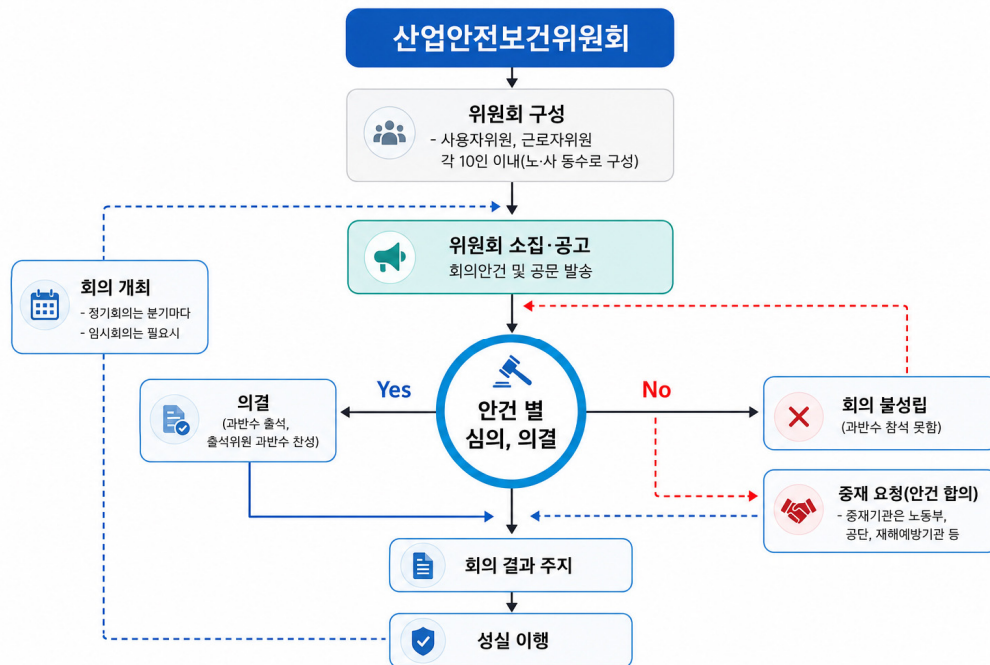 산업안전보건위원회
위원회 구성
- 사용자위원, 근로자위원
각 10인 이내(노·사 동수로 구성)
위원회 소집·공고
회의안건 및 공문 발송
회의 개최
- 정기회의는 분기마다
- 임시회의는 필요시
안건 별
심의, 의결
Yes
의결
(과반수 출석,
출석위원 과반수 찬성)
No
회의 불성립
(과반수 참석 못함)
중재 요청(안건 합의)
- 중재기관은 노동부,
공단, 재해예방기관 등
회의 결과 주지
성실 이행